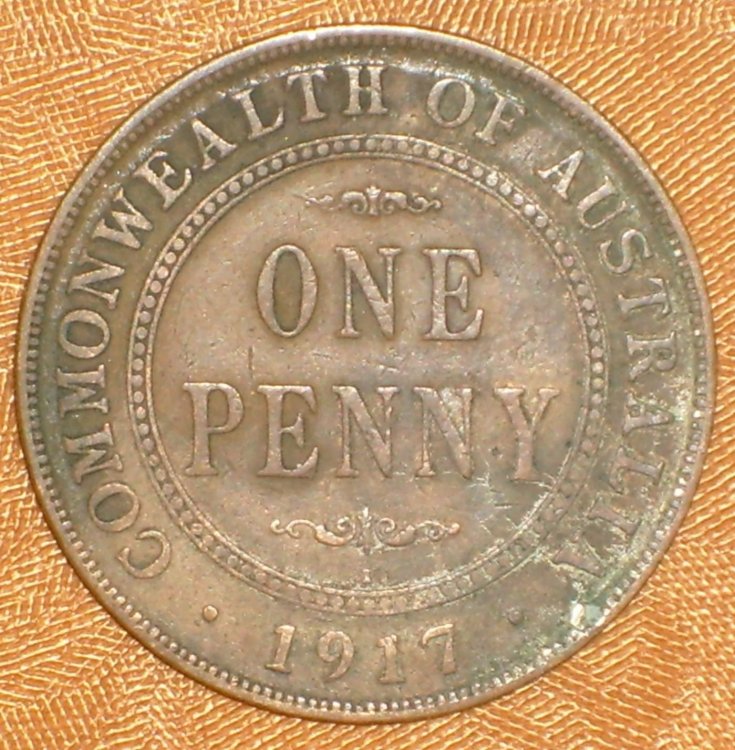 COMMONWEALTH OF AUSTRALIA
ONE
PENNY
I
1917